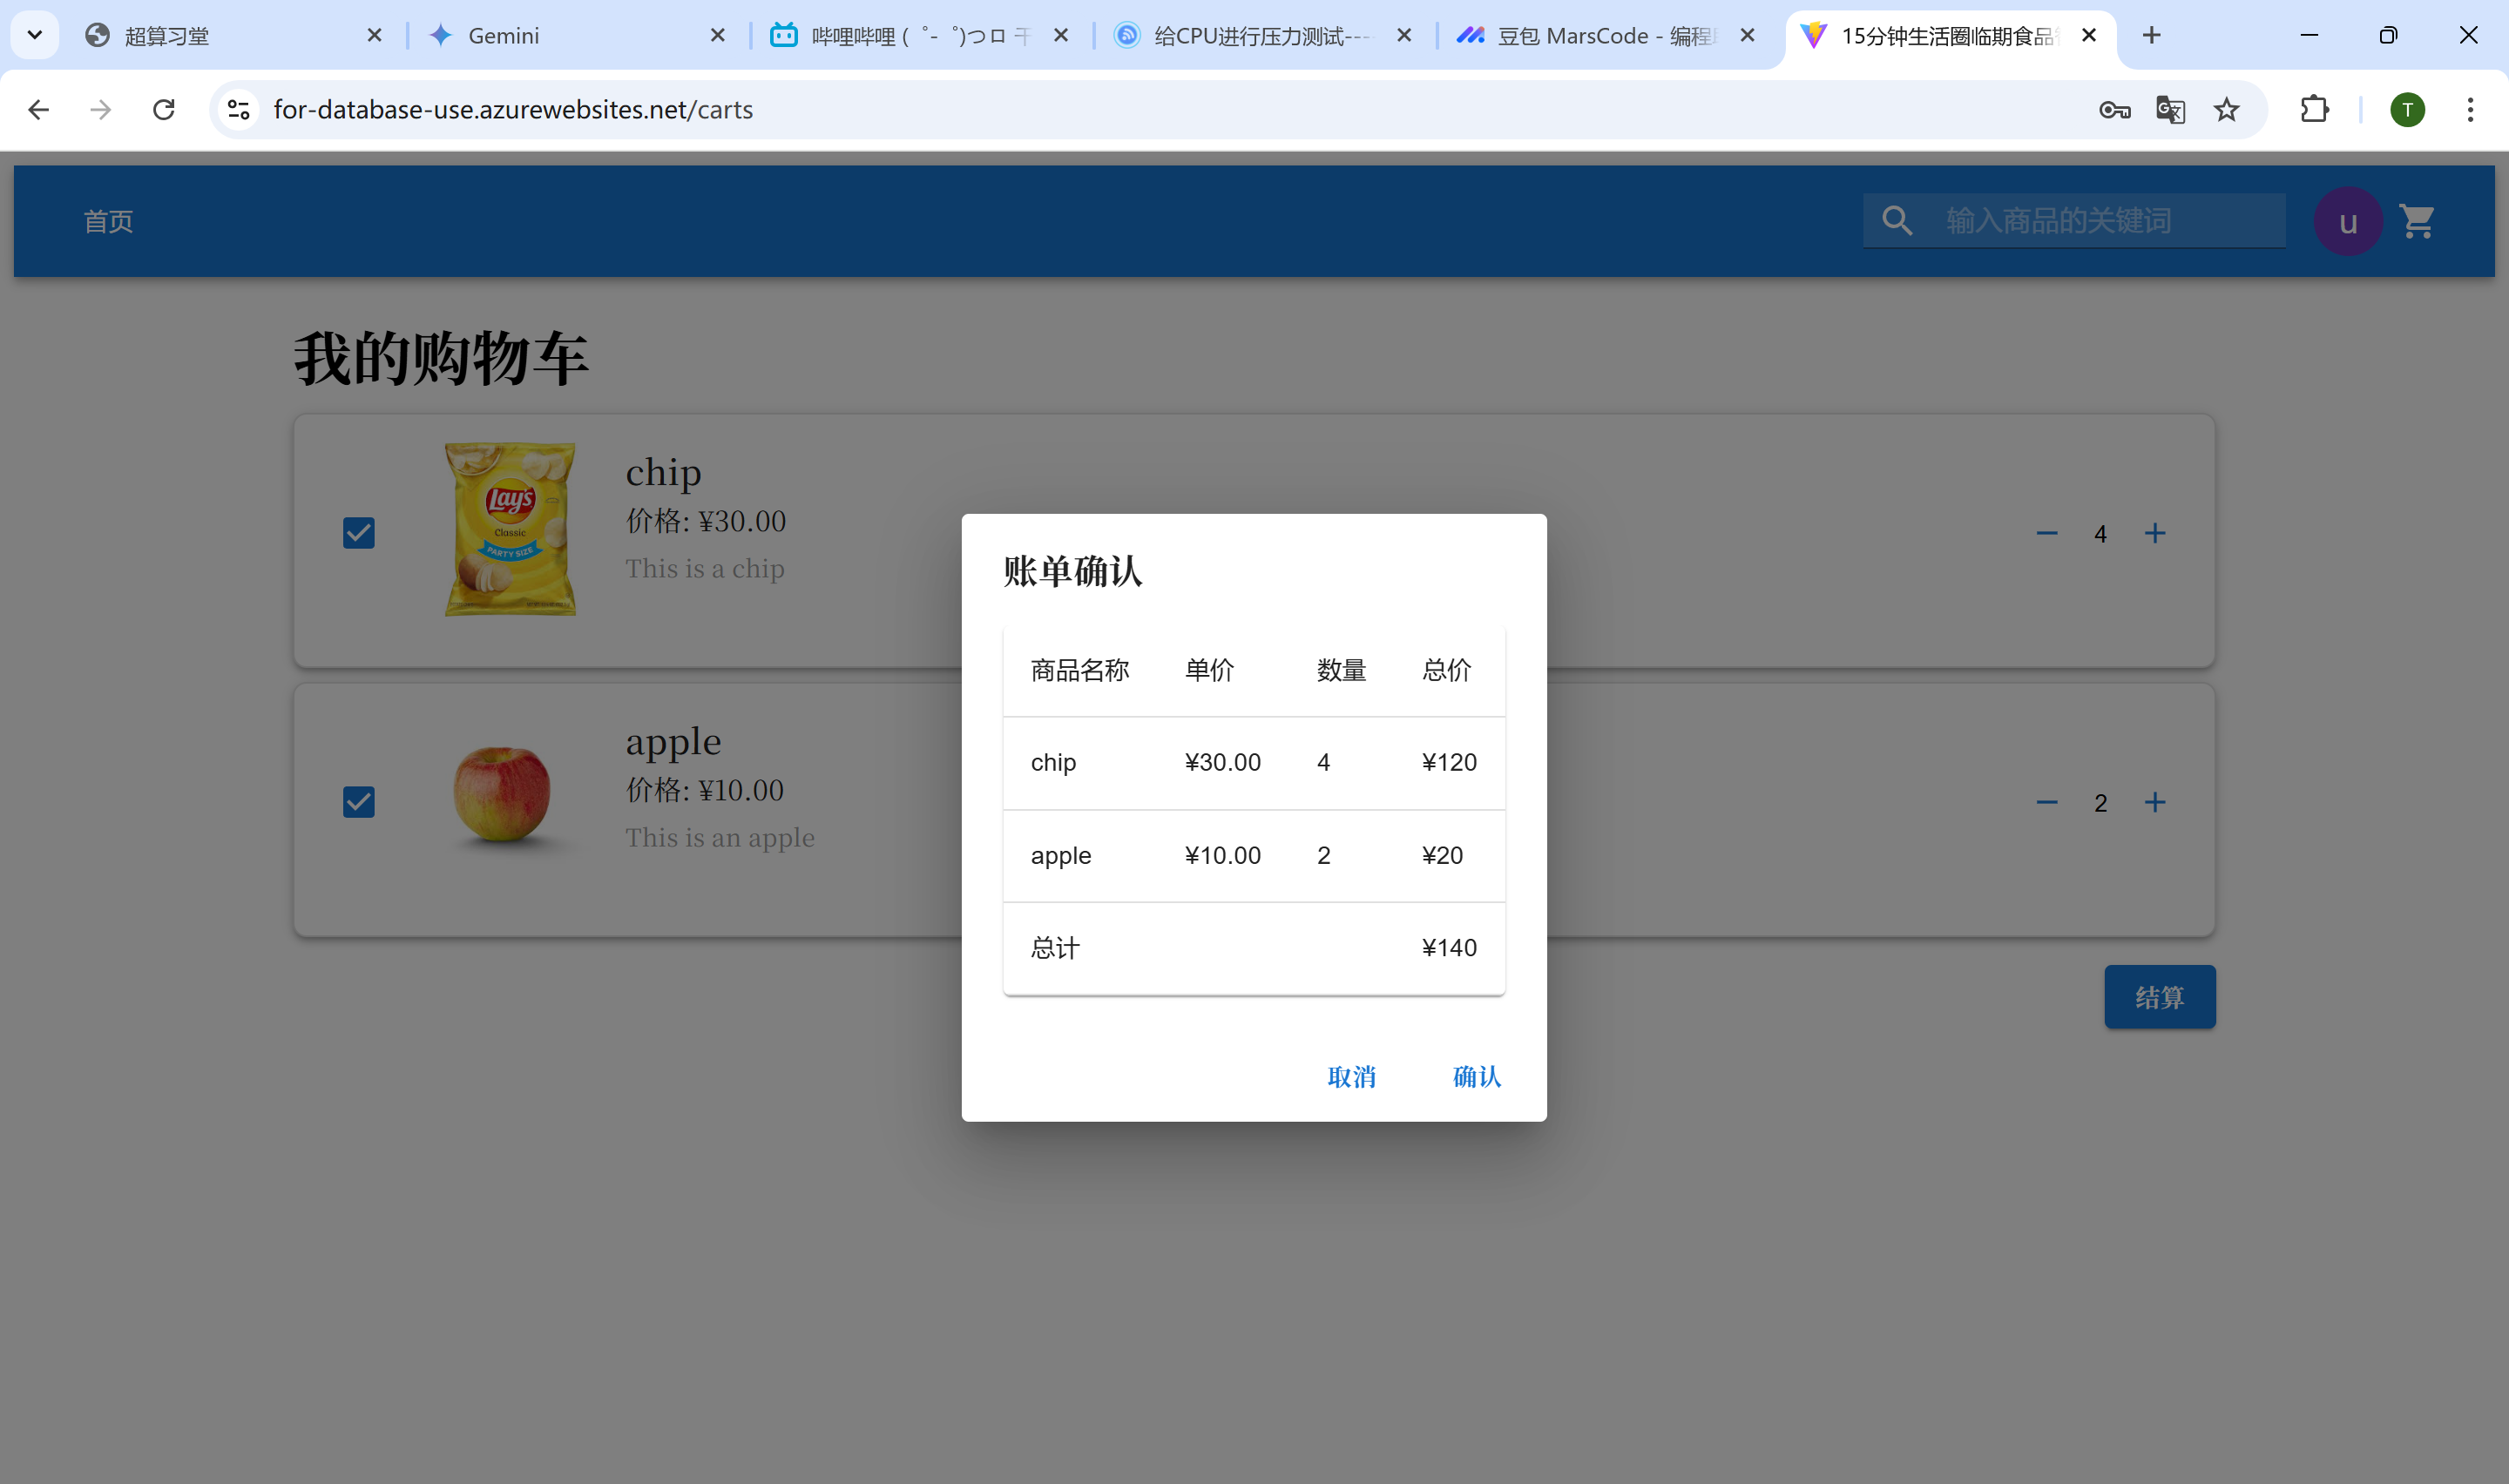 超算习堂
Gemini
哔哩哔哩 ( ゜- ゜)つロ 干
给CPU进行压力测试----
豆包 MarsCode - 编程
15分钟生活圈临期食品
for-database-use.azurewebsites.net/carts
T
首页
输入商品的关键词
u
我的购物车
Lay's
Classic
PARTY SIZE
chip
价格: ¥30.00
This is a chip
4
apple
价格: ¥10.00
This is an apple
2
结算
账单确认
商品名称 单价 数量 总价
chip ¥30.00 4 ¥120
apple ¥10.00 2 ¥20
总计 ¥140
取消 确认